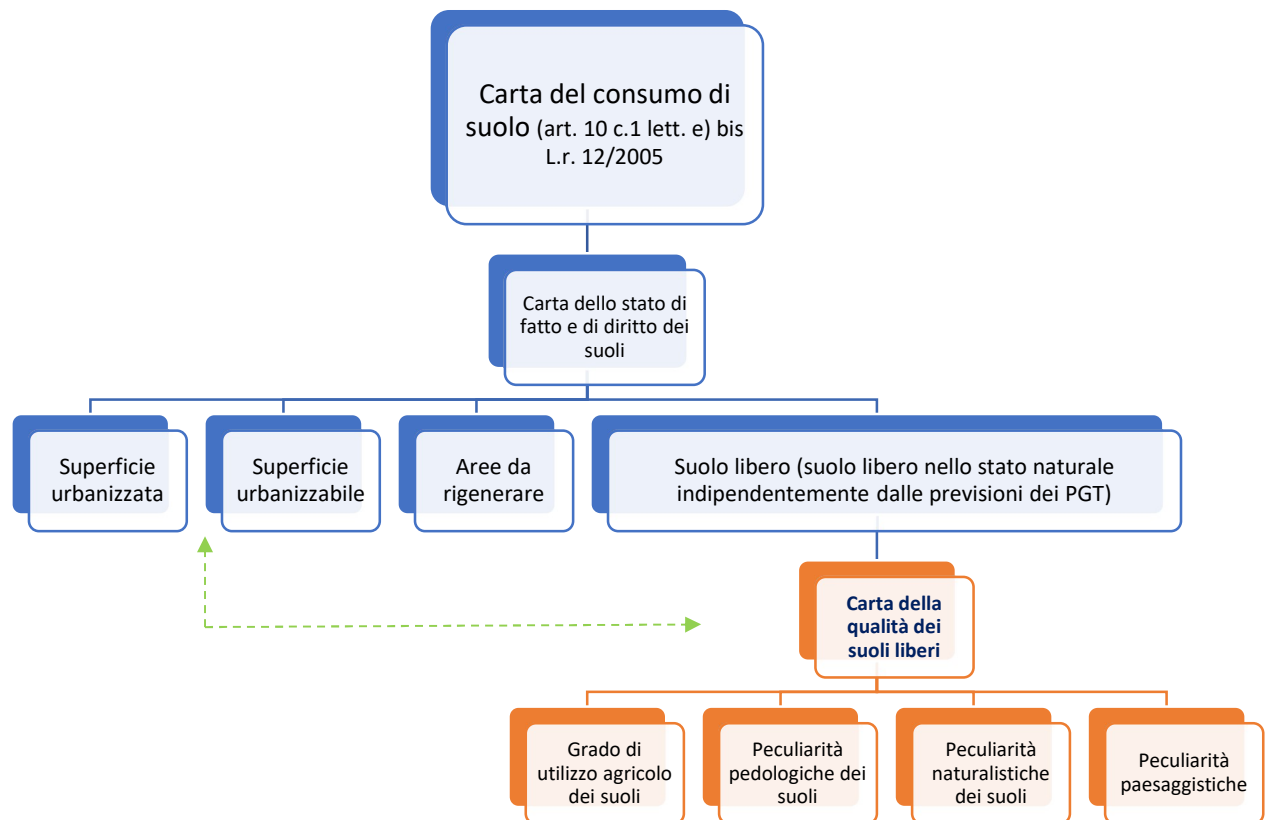 Carta del consumo di
suolo (art. 10 c.1 lett. e) bis
L.r. 12/2005
Carta dello stato di
fatto e di diritto dei
suoli
Superficie
urbanizzata
Superficie
urbanizzabile
Aree da
rigenerare
Suolo libero (suolo libero nello stato naturale
indipendentemente dalle previsioni dei PGT)
Carta della
qualità dei
suoli liberi
Grado di
utilizzo agricolo
dei suoli
Peculiarità
pedologiche dei
suoli
Peculiarità
naturalistiche
dei suoli
Peculiarità
paesaggistiche